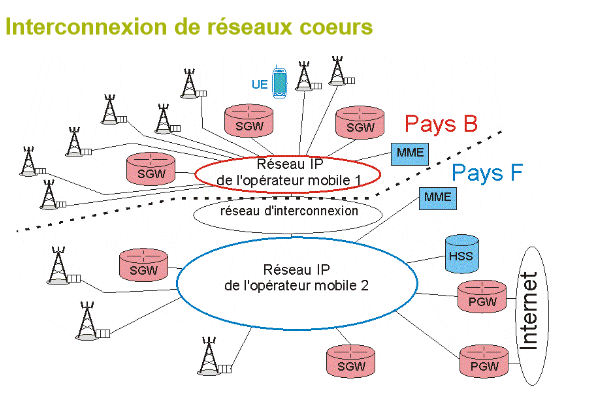 Interconnexion de réseaux coeurs
UE
SGW
SGW
Pays B
MME
SGW
Réseau IP
de l'opérateur mobile 1
Pays F
MME
réseau d'interconnexion
HSS
SGW
Réseau IP
de l'opérateur mobile 2
PGW
Internet
SGW
PGW